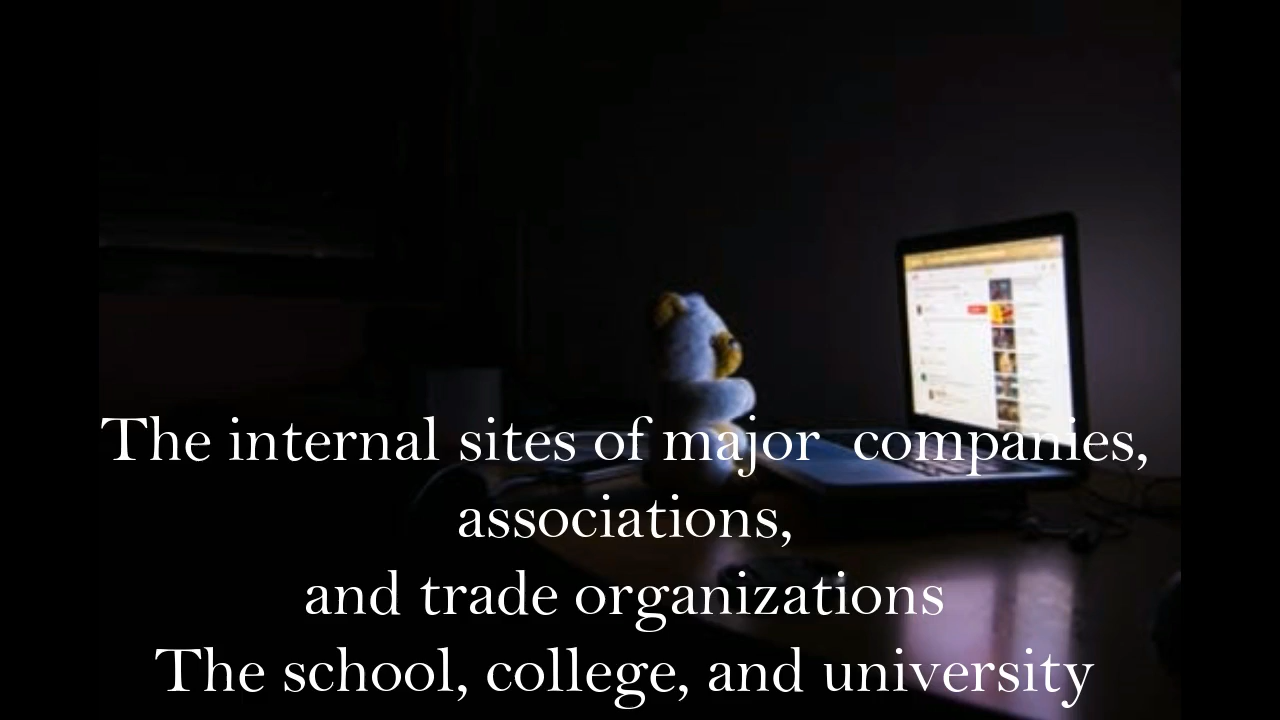 The internal sites of major  companies,
associations,
and trade organizations
The school, college, and university